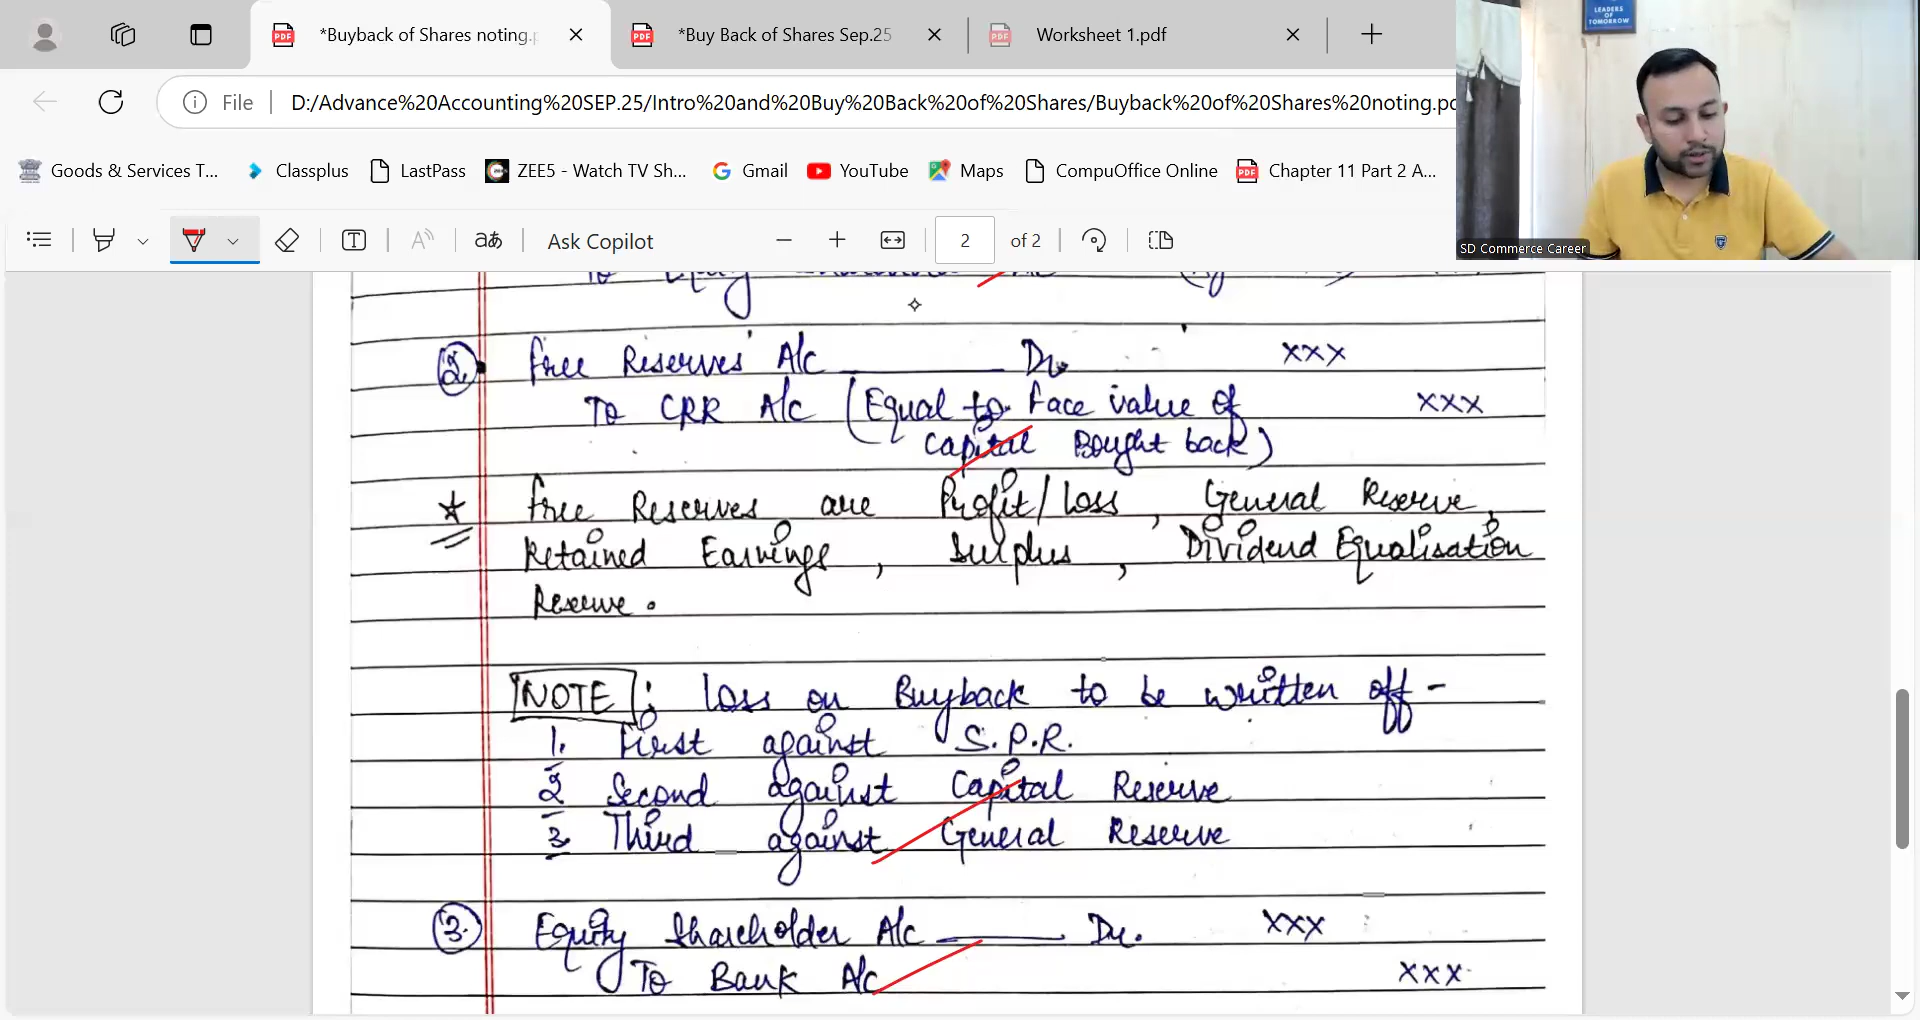 *Buyback of Shares noting.p
*Buy Back of Shares Sep.25
Worksheet 1.pdf
File
D:/Advance%20Accounting%20SEP.25/Intro%20and%20Buy%20Back%20of%20Shares/Buyback%20of%20Shares%20noting.pd
Goods & Services T...
Classplus
LastPass
ZEE5 - Watch TV Sh...
Gmail
YouTube
Maps
CompuOffice Online
Chapter 11 Part 2 A...
Ask Copilot
2 of 2
LEADERS
OF
TOMORROW
SD Commerce Career
2. Free Reserves A/c ______ Dr. xxx
To CRR A/c (Equal to face value of xxx
capital Bought back)
☆ Free Reserves are Profit/Loss, General Reserve,
Retained Earnings, Surplus, Dividend Equalisation
Reserve.
NOTE: Loss on Buyback to be written off -
1. First against S.P.R.
2 Second against Capital Reserve
3. Third against General Reserve
3. Equity Shareholder A/c ______ Dr. xxx
To Bank A/c xxx